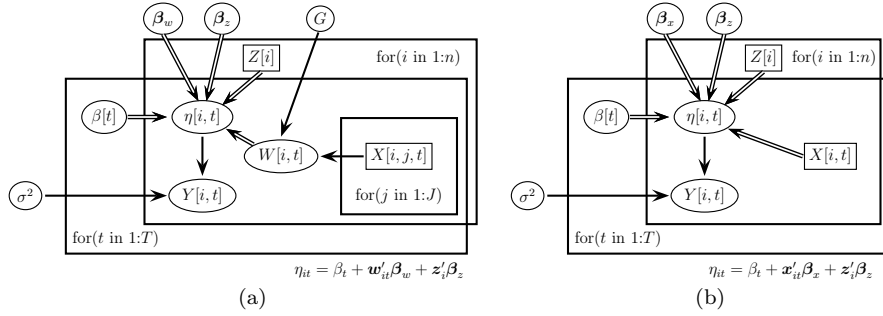 β_w β_z G
Z[i] for(i in 1:n)
β[t] η[i, t]
W[i, t] X[i, j, t]
σ² Y[i, t] for(j in 1:J)
for(t in 1:T)
η_it = β_t + w′_it β_w + z′_i β_z
(a)
β_x β_z
Z[i] for(i in 1:n)
β[t] η[i, t]
X[i, t]
σ² Y[i, t]
for(t in 1:T)
η_it = β_t + x′_it β_x + z′_i β_z
(b)